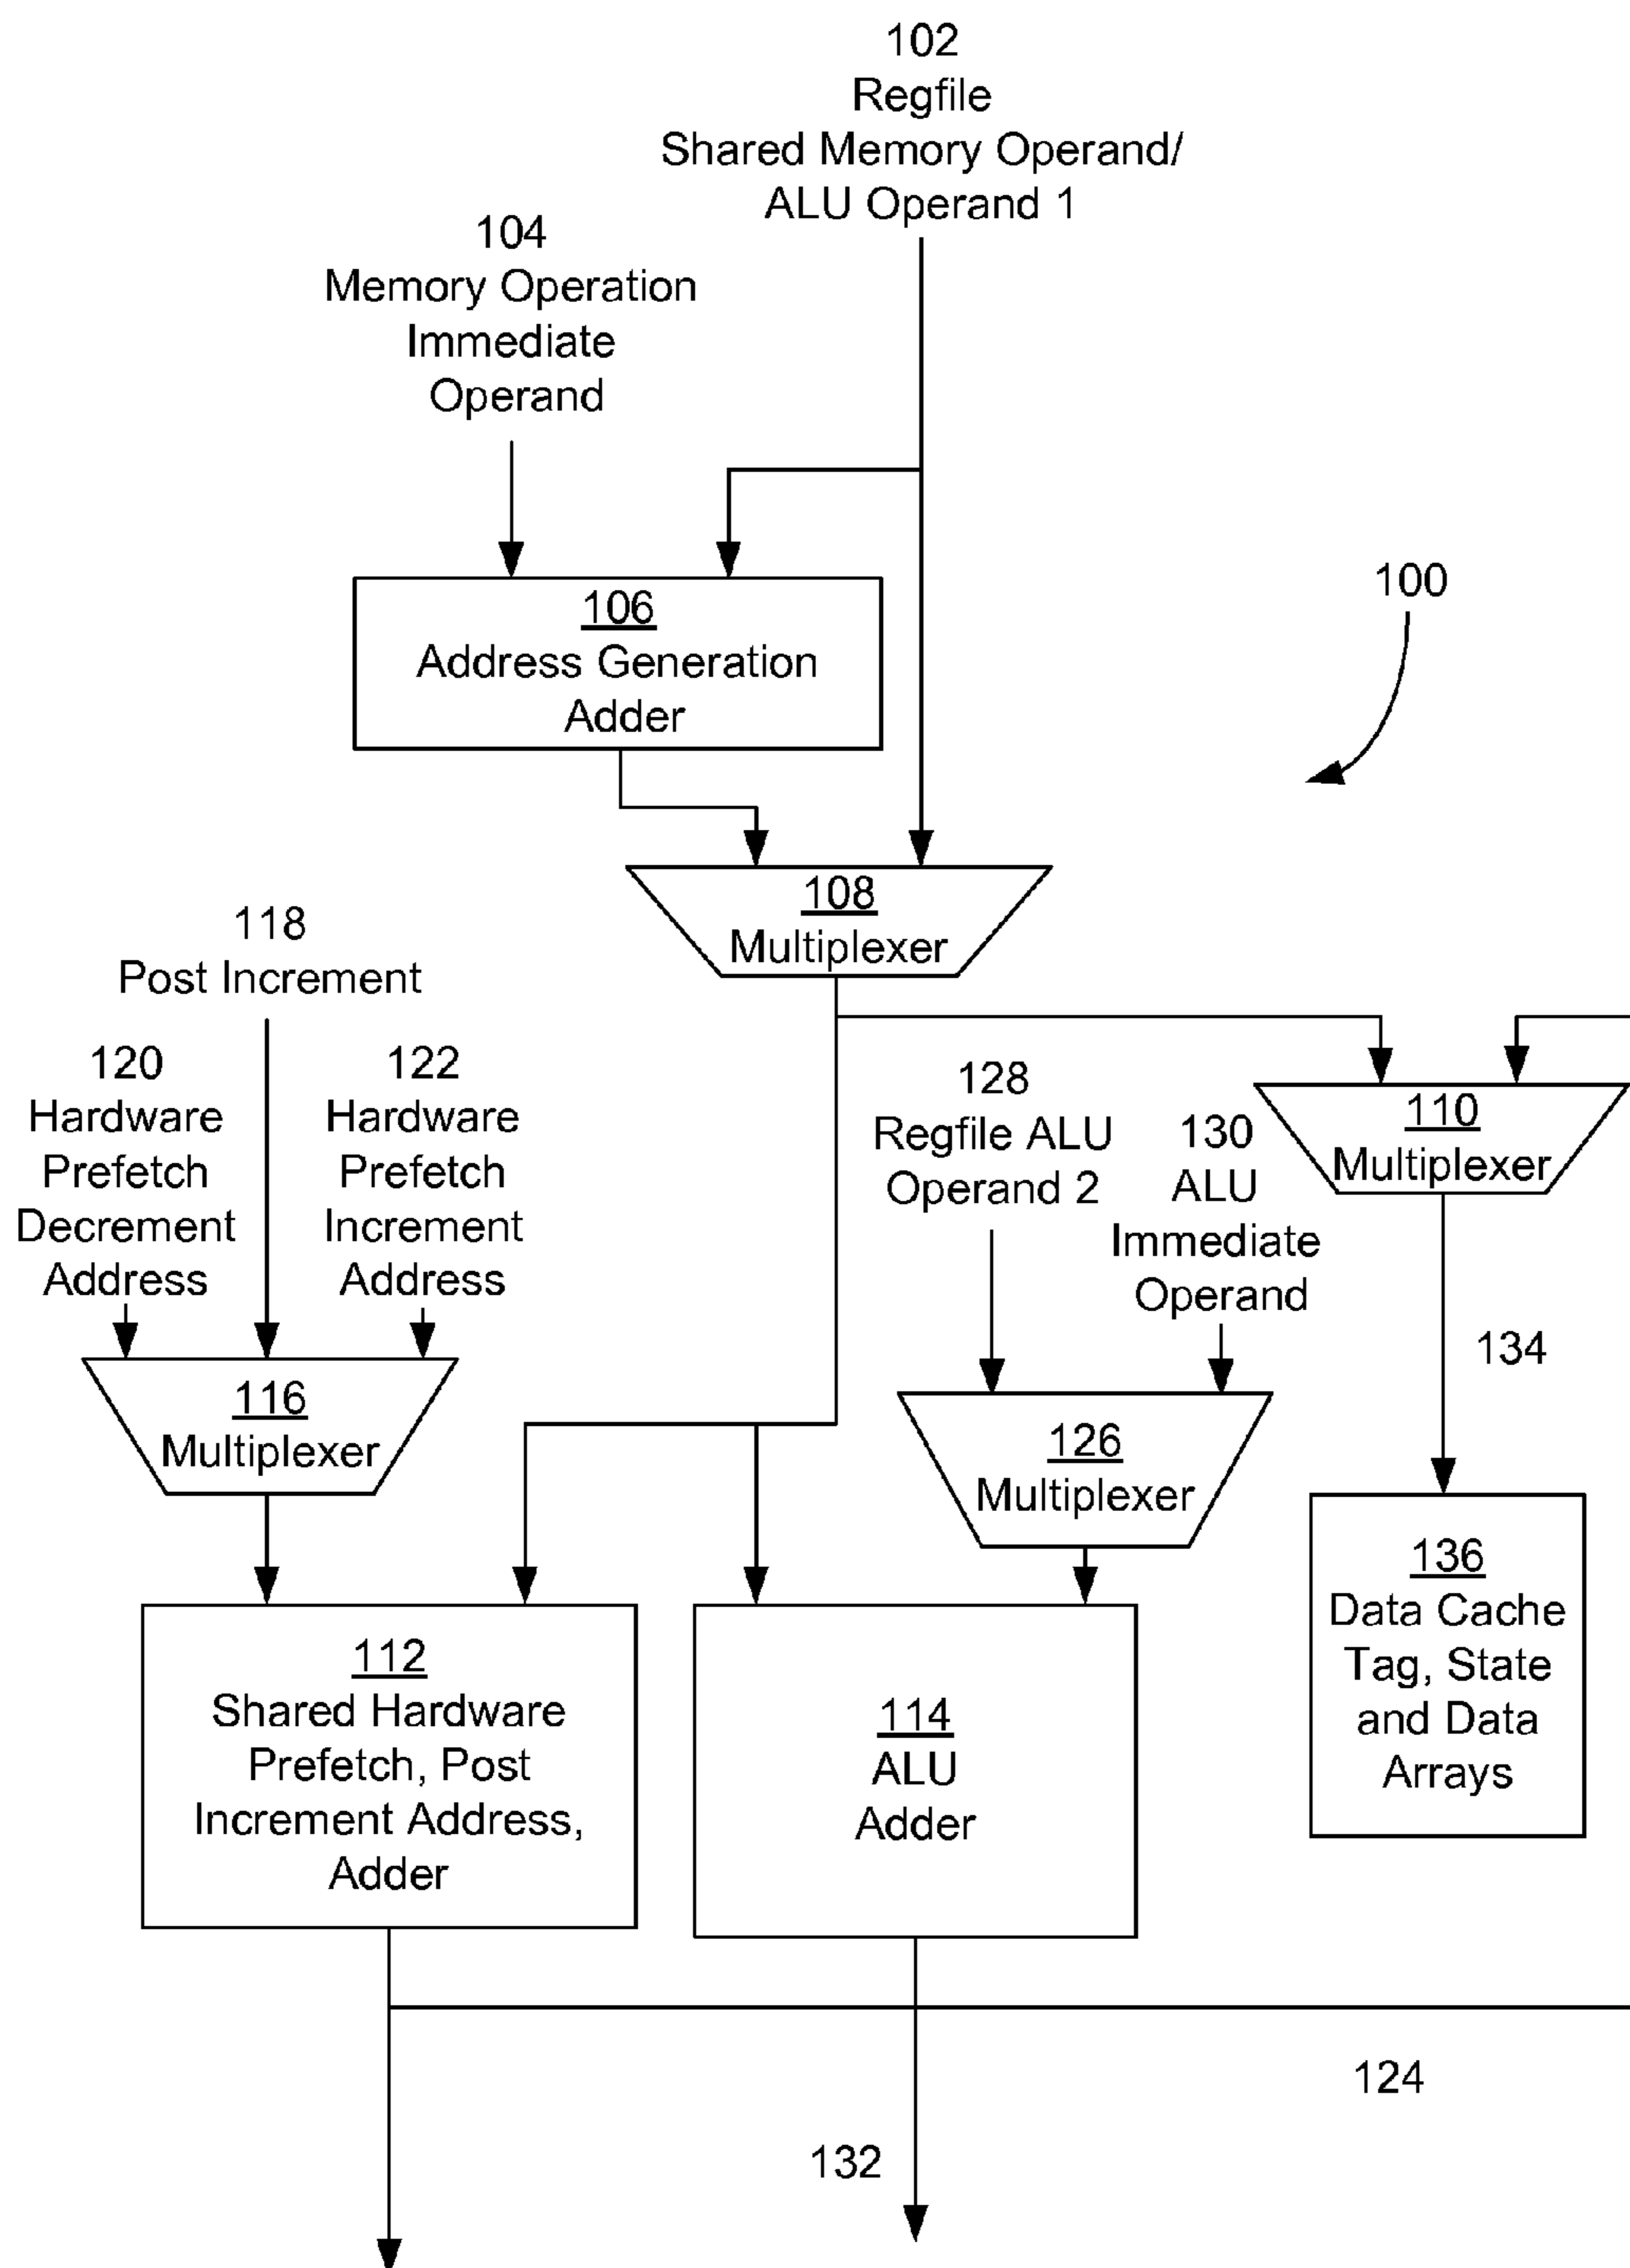 102
Regfile
Shared Memory Operand/
ALU Operand 1
104
Memory Operation
Immediate
Operand
106
Address Generation
Adder
100
108
Multiplexer
118
Post Increment
120
Hardware
Prefetch
Decrement
Address
122
Hardware
Prefetch
Increment
Address
128
Regfile ALU
Operand 2
130
ALU
Immediate
Operand
110
Multiplexer
134
116
Multiplexer
126
Multiplexer
136
Data Cache
Tag, State
and Data
Arrays
112
Shared Hardware
Prefetch, Post
Increment Address,
Adder
114
ALU
Adder
124
132